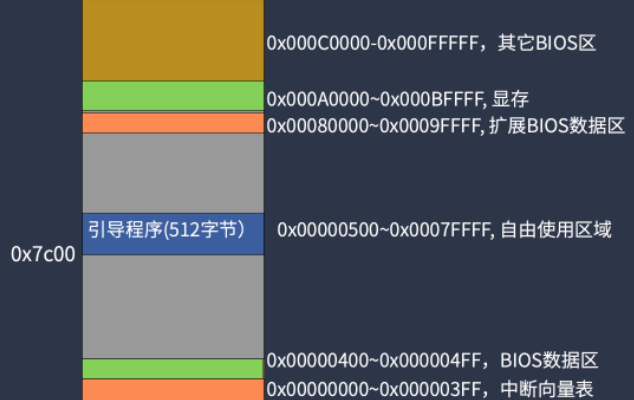 0x000C0000-0x000FFFFF，其它BIOS区
0x000A0000~0x000BFFFF, 显存
0x00080000~0x0009FFFF, 扩展BIOS数据区
引导程序(512字节）
0x00000500~0x0007FFFF, 自由使用区域
0x7c00
0x00000400~0x000004FF，BIOS数据区
0x00000000~0x000003FF，中断向量表